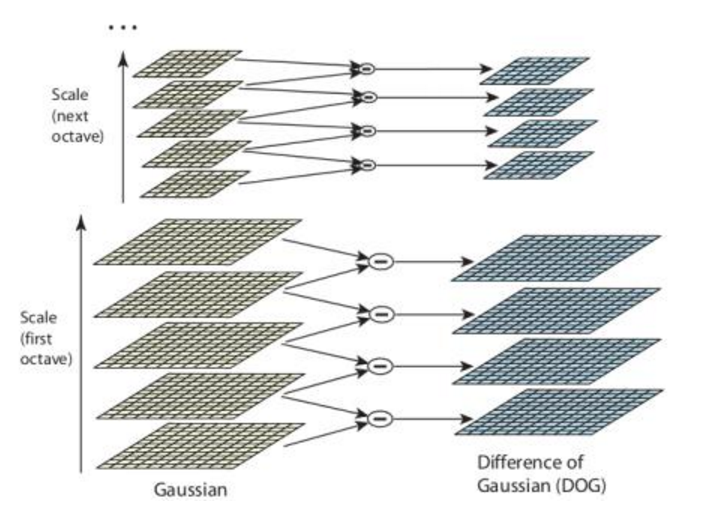 ...
Scale
(next
octave)
Scale
(first
octave)
Gaussian
Difference of
Gaussian (DOG)